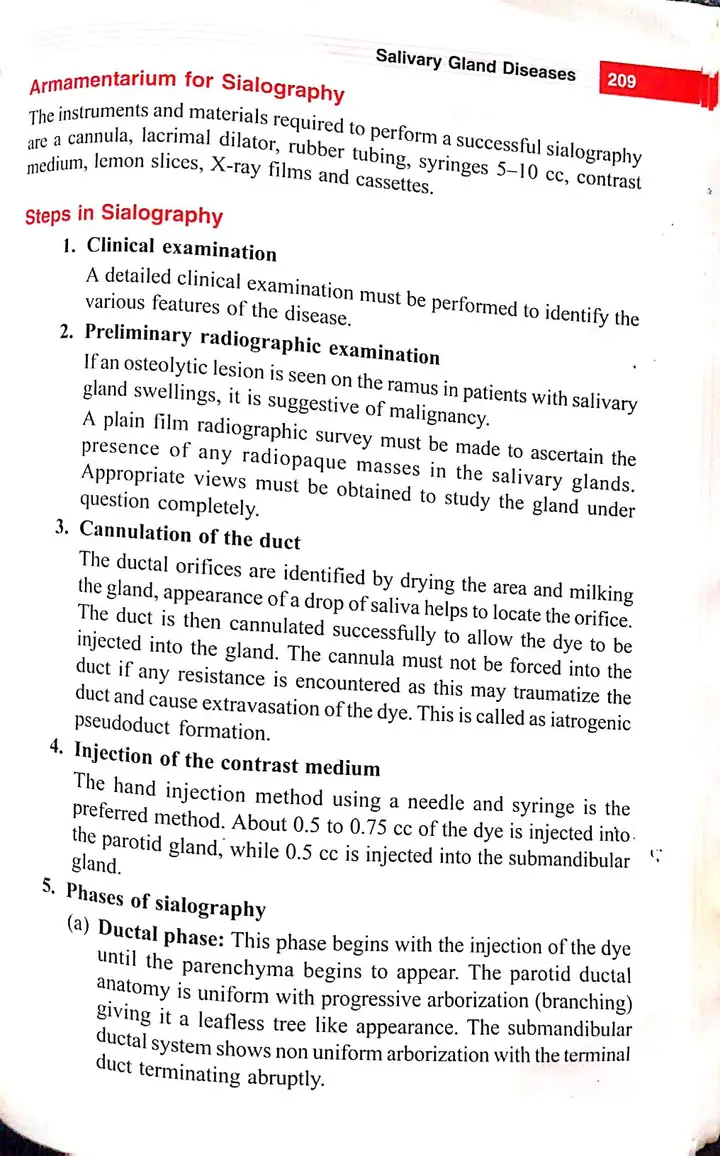 Salivary Gland Diseases 209
Armamentarium for Sialography
The instruments and materials required to perform a successful sialography
are a cannula, lacrimal dilator, rubber tubing, syringes 5–10 cc, contrast
medium, lemon slices, X-ray films and cassettes.
Steps in Sialography
1. Clinical examination
A detailed clinical examination must be performed to identify the
various features of the disease.
2. Preliminary radiographic examination
If an osteolytic lesion is seen on the ramus in patients with salivary
gland swellings, it is suggestive of malignancy.
A plain film radiographic survey must be made to ascertain the
presence of any radiopaque masses in the salivary glands.
Appropriate views must be obtained to study the gland under
question completely.
3. Cannulation of the duct
The ductal orifices are identified by drying the area and milking
the gland, appearance of a drop of saliva helps to locate the orifice.
The duct is then cannulated successfully to allow the dye to be
injected into the gland. The cannula must not be forced into the
duct if any resistance is encountered as this may traumatize the
duct and cause extravasation of the dye. This is called as iatrogenic
pseudoduct formation.
4. Injection of the contrast medium
The hand injection method using a needle and syringe is the
preferred method. About 0.5 to 0.75 cc of the dye is injected into
the parotid gland, while 0.5 cc is injected into the submandibular
gland.
5. Phases of sialography
(a) Ductal phase: This phase begins with the injection of the dye
until the parenchyma begins to appear. The parotid ductal
anatomy is uniform with progressive arborization (branching)
giving it a leafless tree like appearance. The submandibular
ductal system shows non uniform arborization with the terminal
duct terminating abruptly.